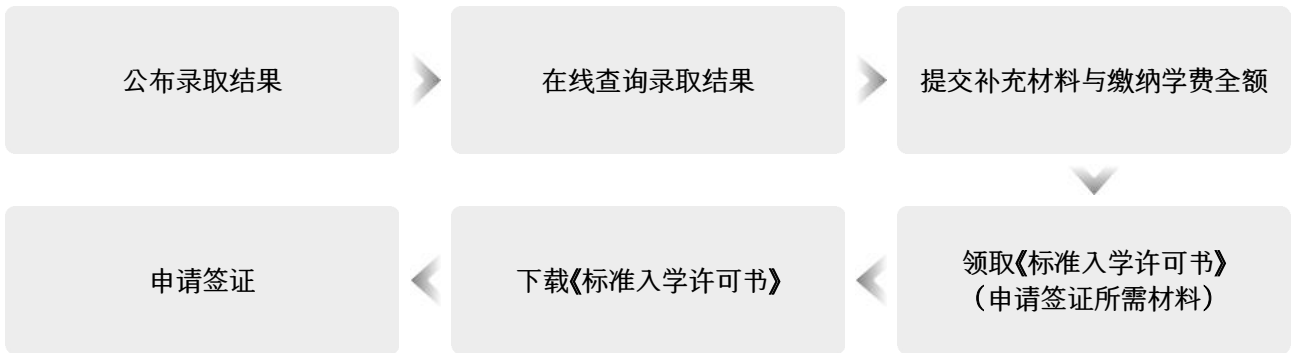 公布录取结果
在线查询录取结果
提交补充材料与缴纳学费全额
领取《标准入学许可书》
（申请签证所需材料）
下载《标准入学许可书》
申请签证